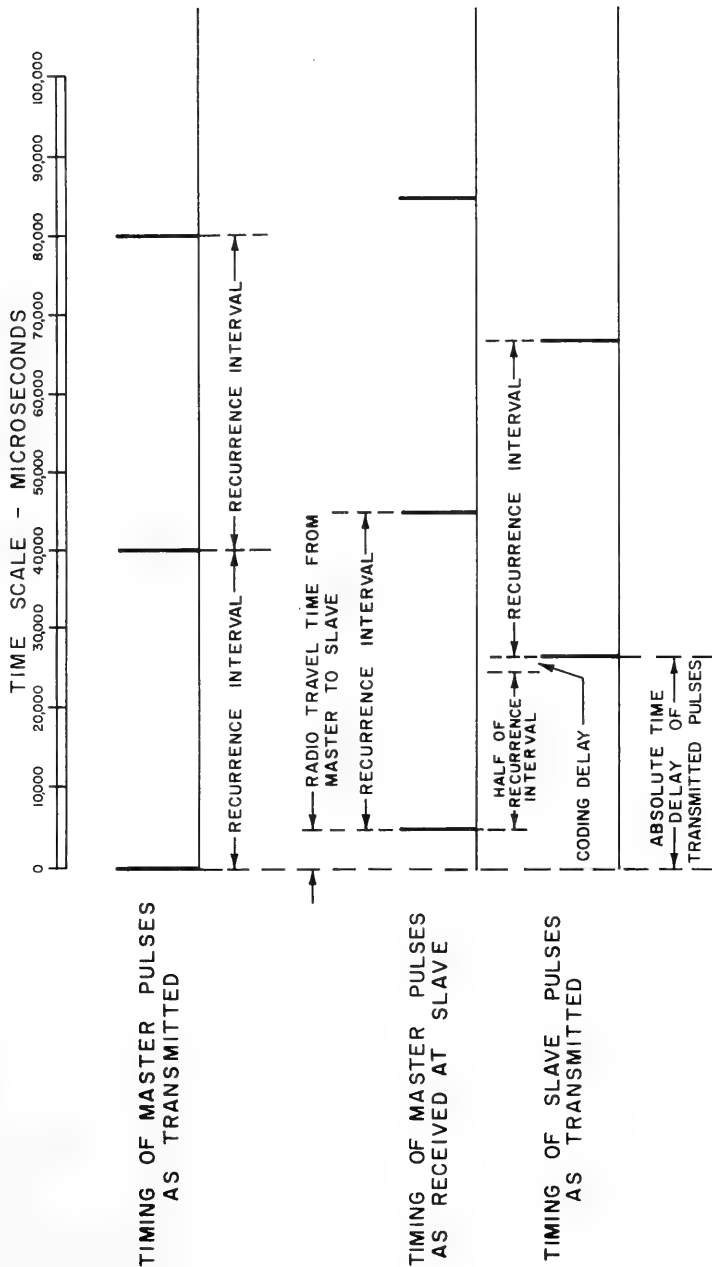 TIME SCALE - MICROSECONDS
0 10,000 20,000 30,000 40,000 50,000 60,000 70,000 80,000 90,000 100,000
TIMING OF MASTER PULSES
AS TRANSMITTED
RECURRENCE INTERVAL
RECURRENCE INTERVAL
RADIO TRAVEL TIME FROM
MASTER TO SLAVE
RECURRENCE INTERVAL
TIMING OF MASTER PULSES
AS RECEIVED AT SLAVE
HALF OF
RECURRENCE
INTERVAL
RECURRENCE INTERVAL
CODING DELAY
TIMING OF SLAVE PULSES
AS TRANSMITTED
ABSOLUTE TIME
DELAY OF
TRANSMITTED PULSES